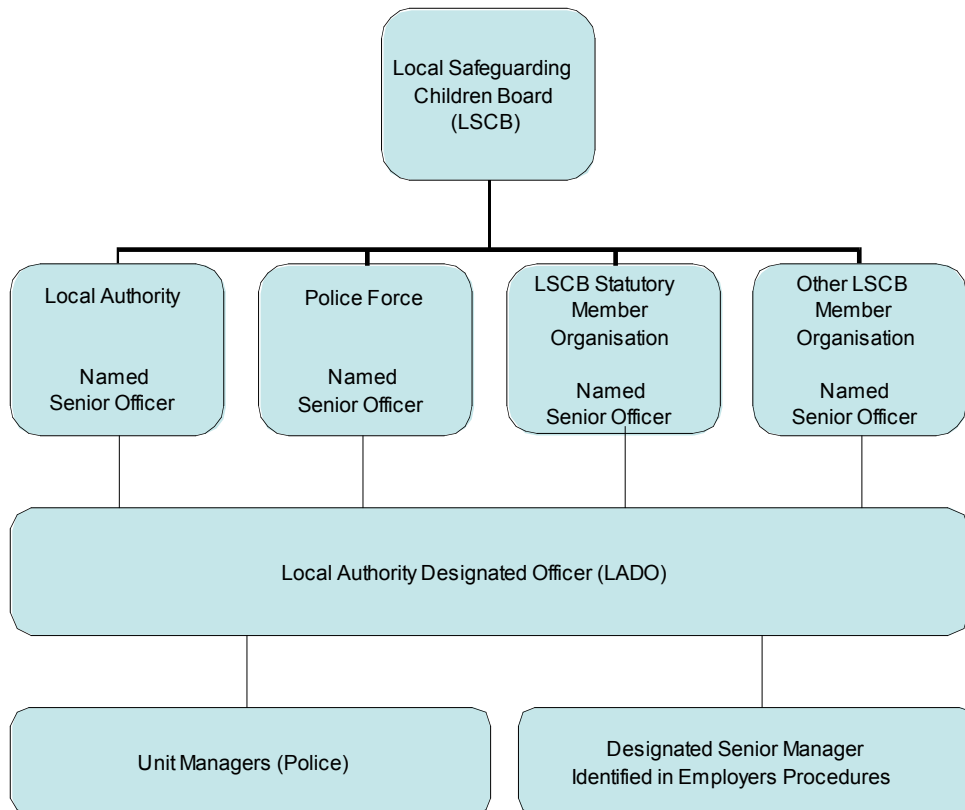 Local Safeguarding
Children Board
(LSCB)
Local Authority
Named
Senior Officer
Police Force
Named
Senior Officer
LSCB Statutory
Member
Organisation
Named
Senior Officer
Other LSCB
Member
Organisation
Named
Senior Officer
Local Authority Designated Officer (LADO)
Unit Managers (Police)
Designated Senior Manager
Identified in Employers Procedures